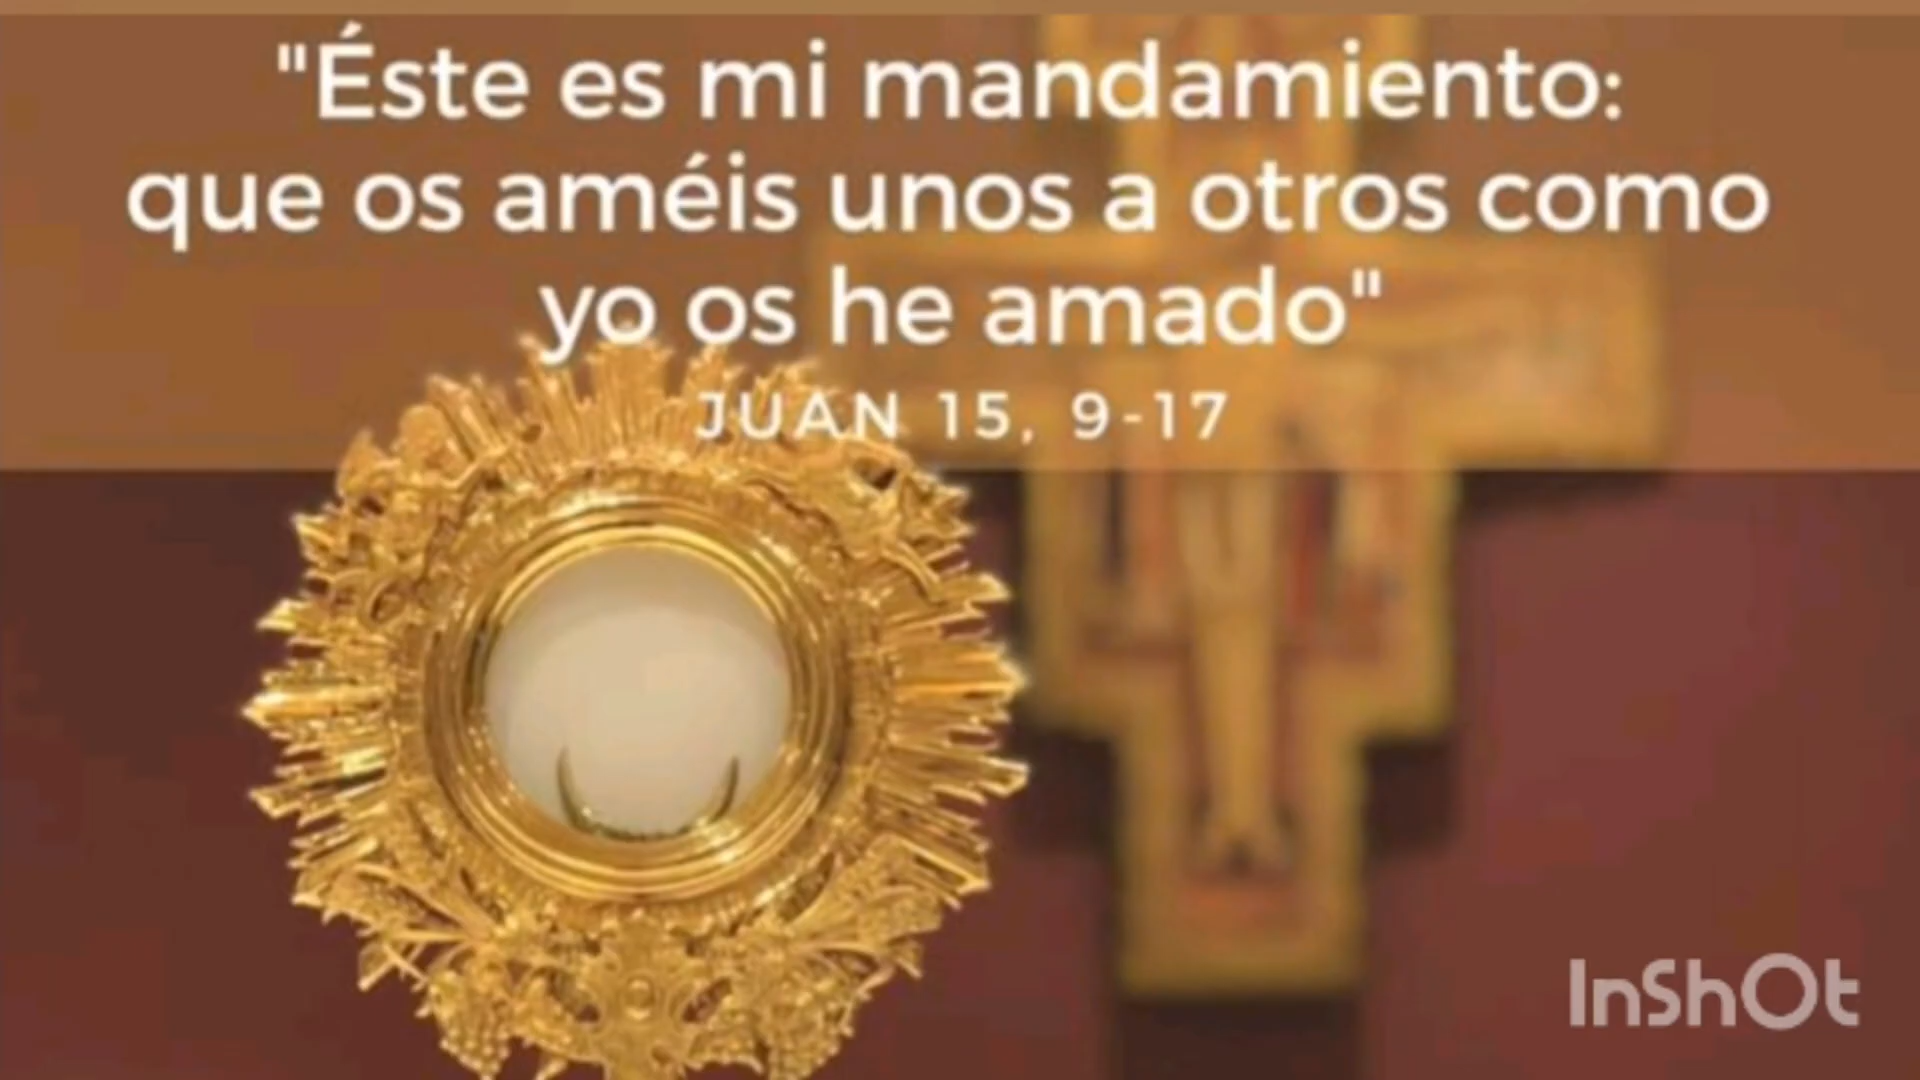 "Éste es mi mandamiento:
que os améis unos a otros como
yo os he amado"
JUAN 15, 9-17
InShOt